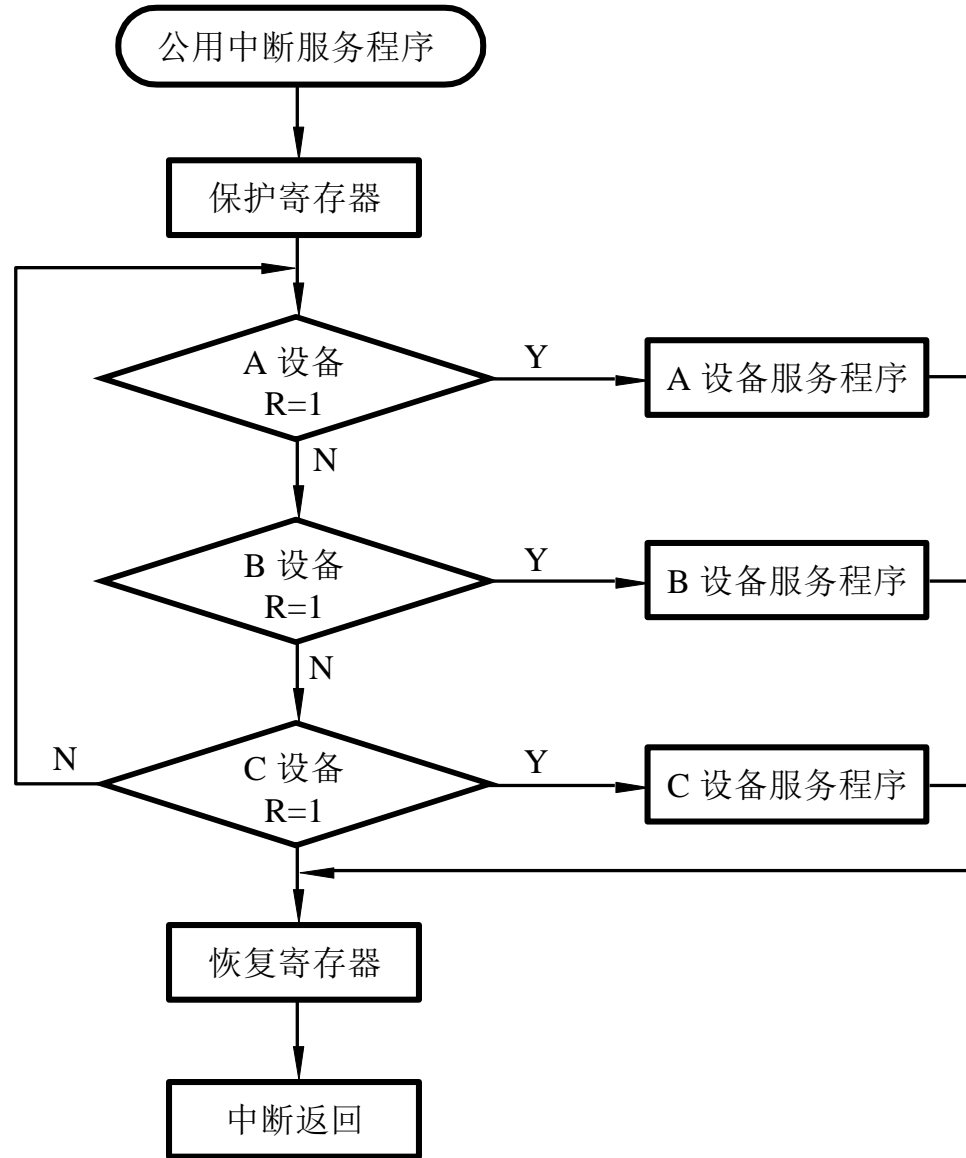 公用中断服务程序
保护寄存器
A 设备
R=1
Y
A 设备服务程序
N
B 设备
R=1
Y
B 设备服务程序
N
N
C 设备
R=1
Y
C 设备服务程序
恢复寄存器
中断返回